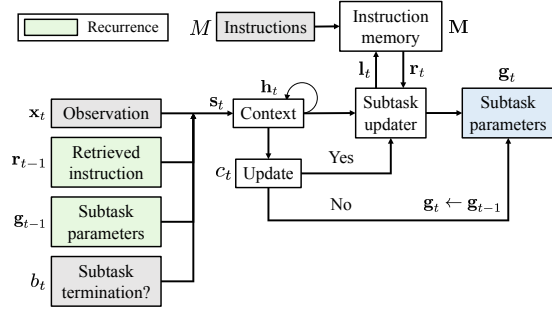 Recurrence
M Instructions
Instruction
memory
M
l_t
r_t
h_t
g_t
x_t
Observation
s_t
Context
Subtask
updater
Subtask
parameters
r_{t-1}
Retrieved
instruction
c_t
Update
Yes
g_{t-1}
Subtask
parameters
No
g_t ← g_{t-1}
b_t
Subtask
termination?